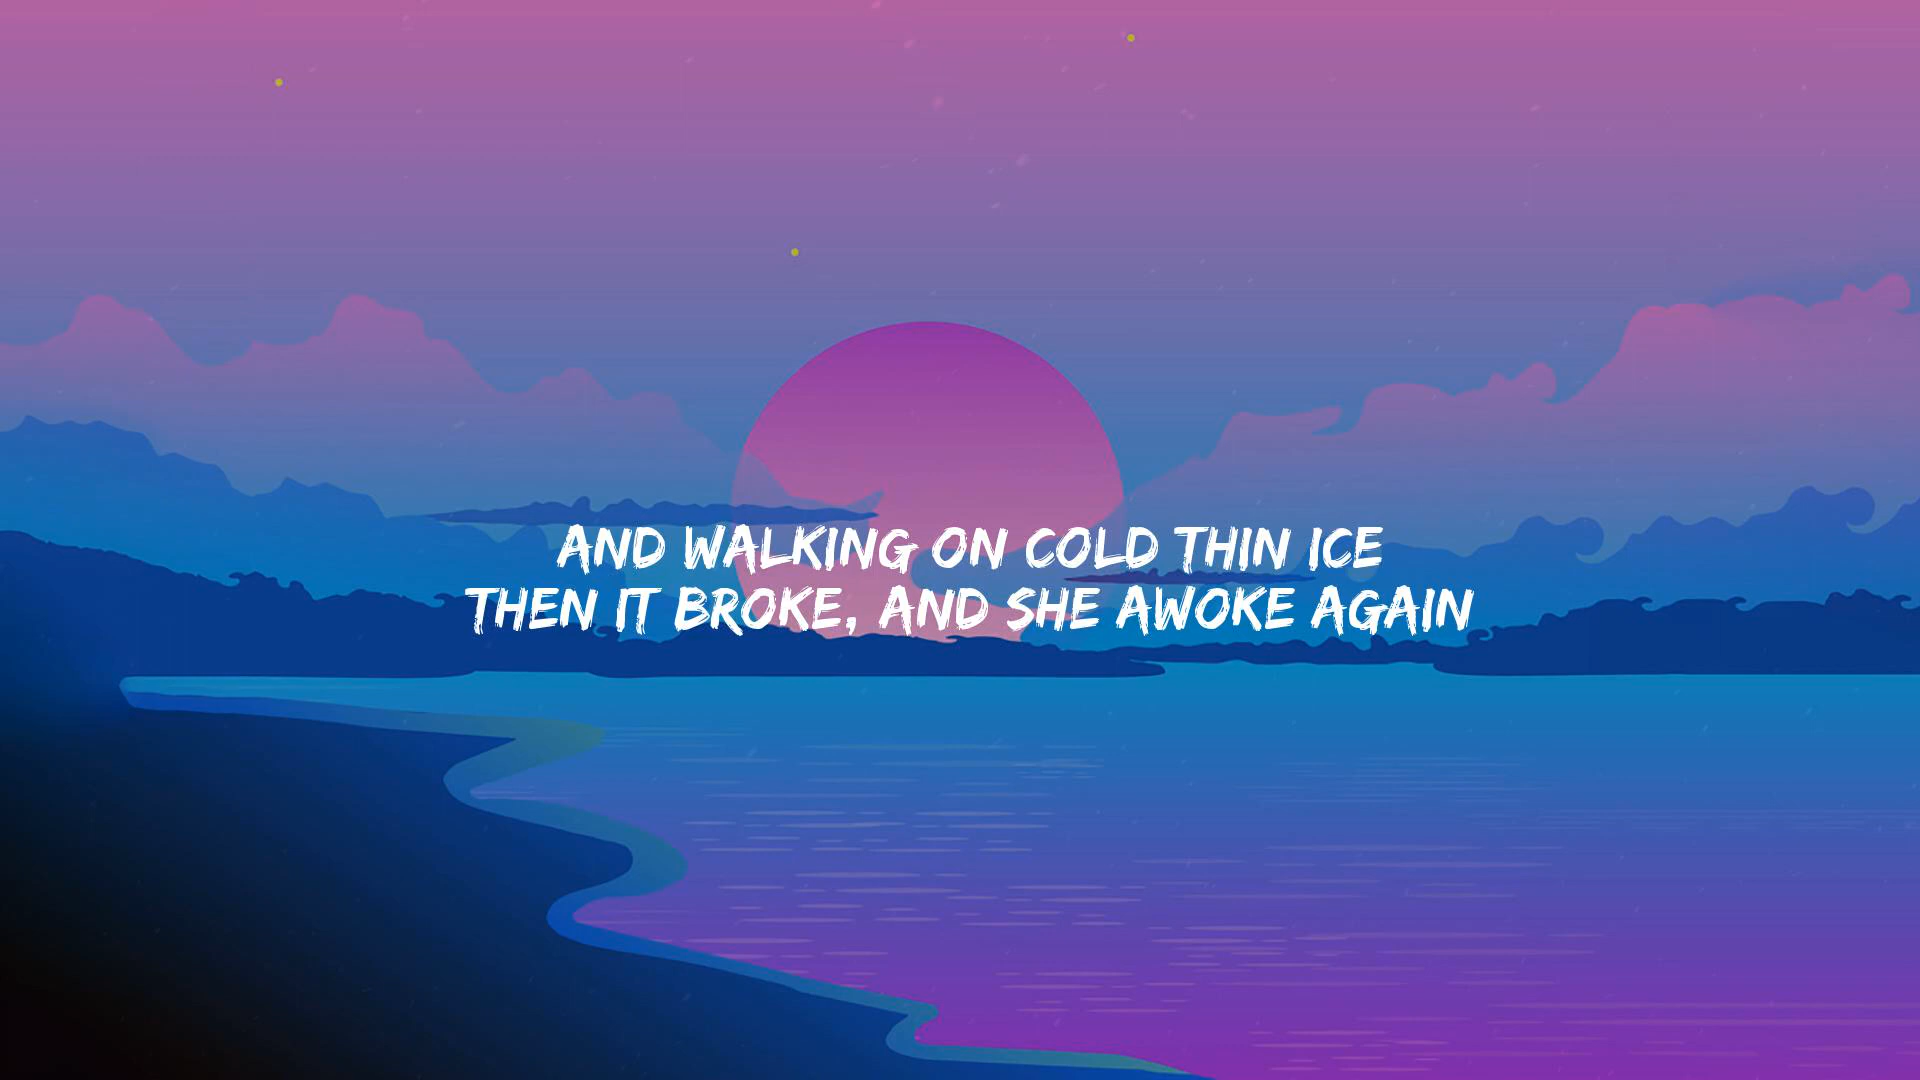 AND WALKING ON COLD THIN ICE
THEN IT BROKE, AND SHE AWOKE AGAIN